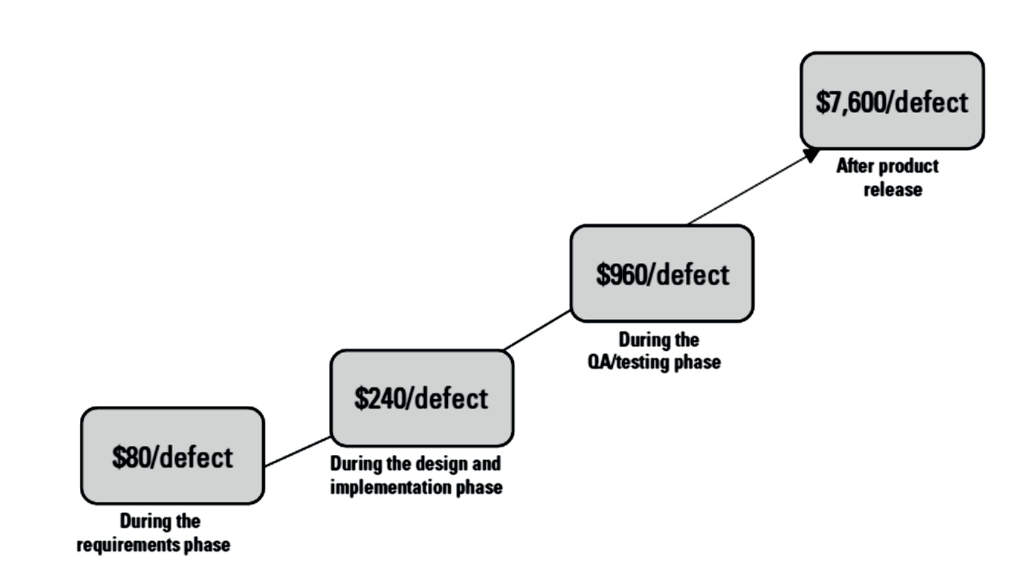 $7,600/defect
After product
release
$960/defect
During the
QA/testing phase
$240/defect
During the design and
implementation phase
$80/defect
During the
requirements phase